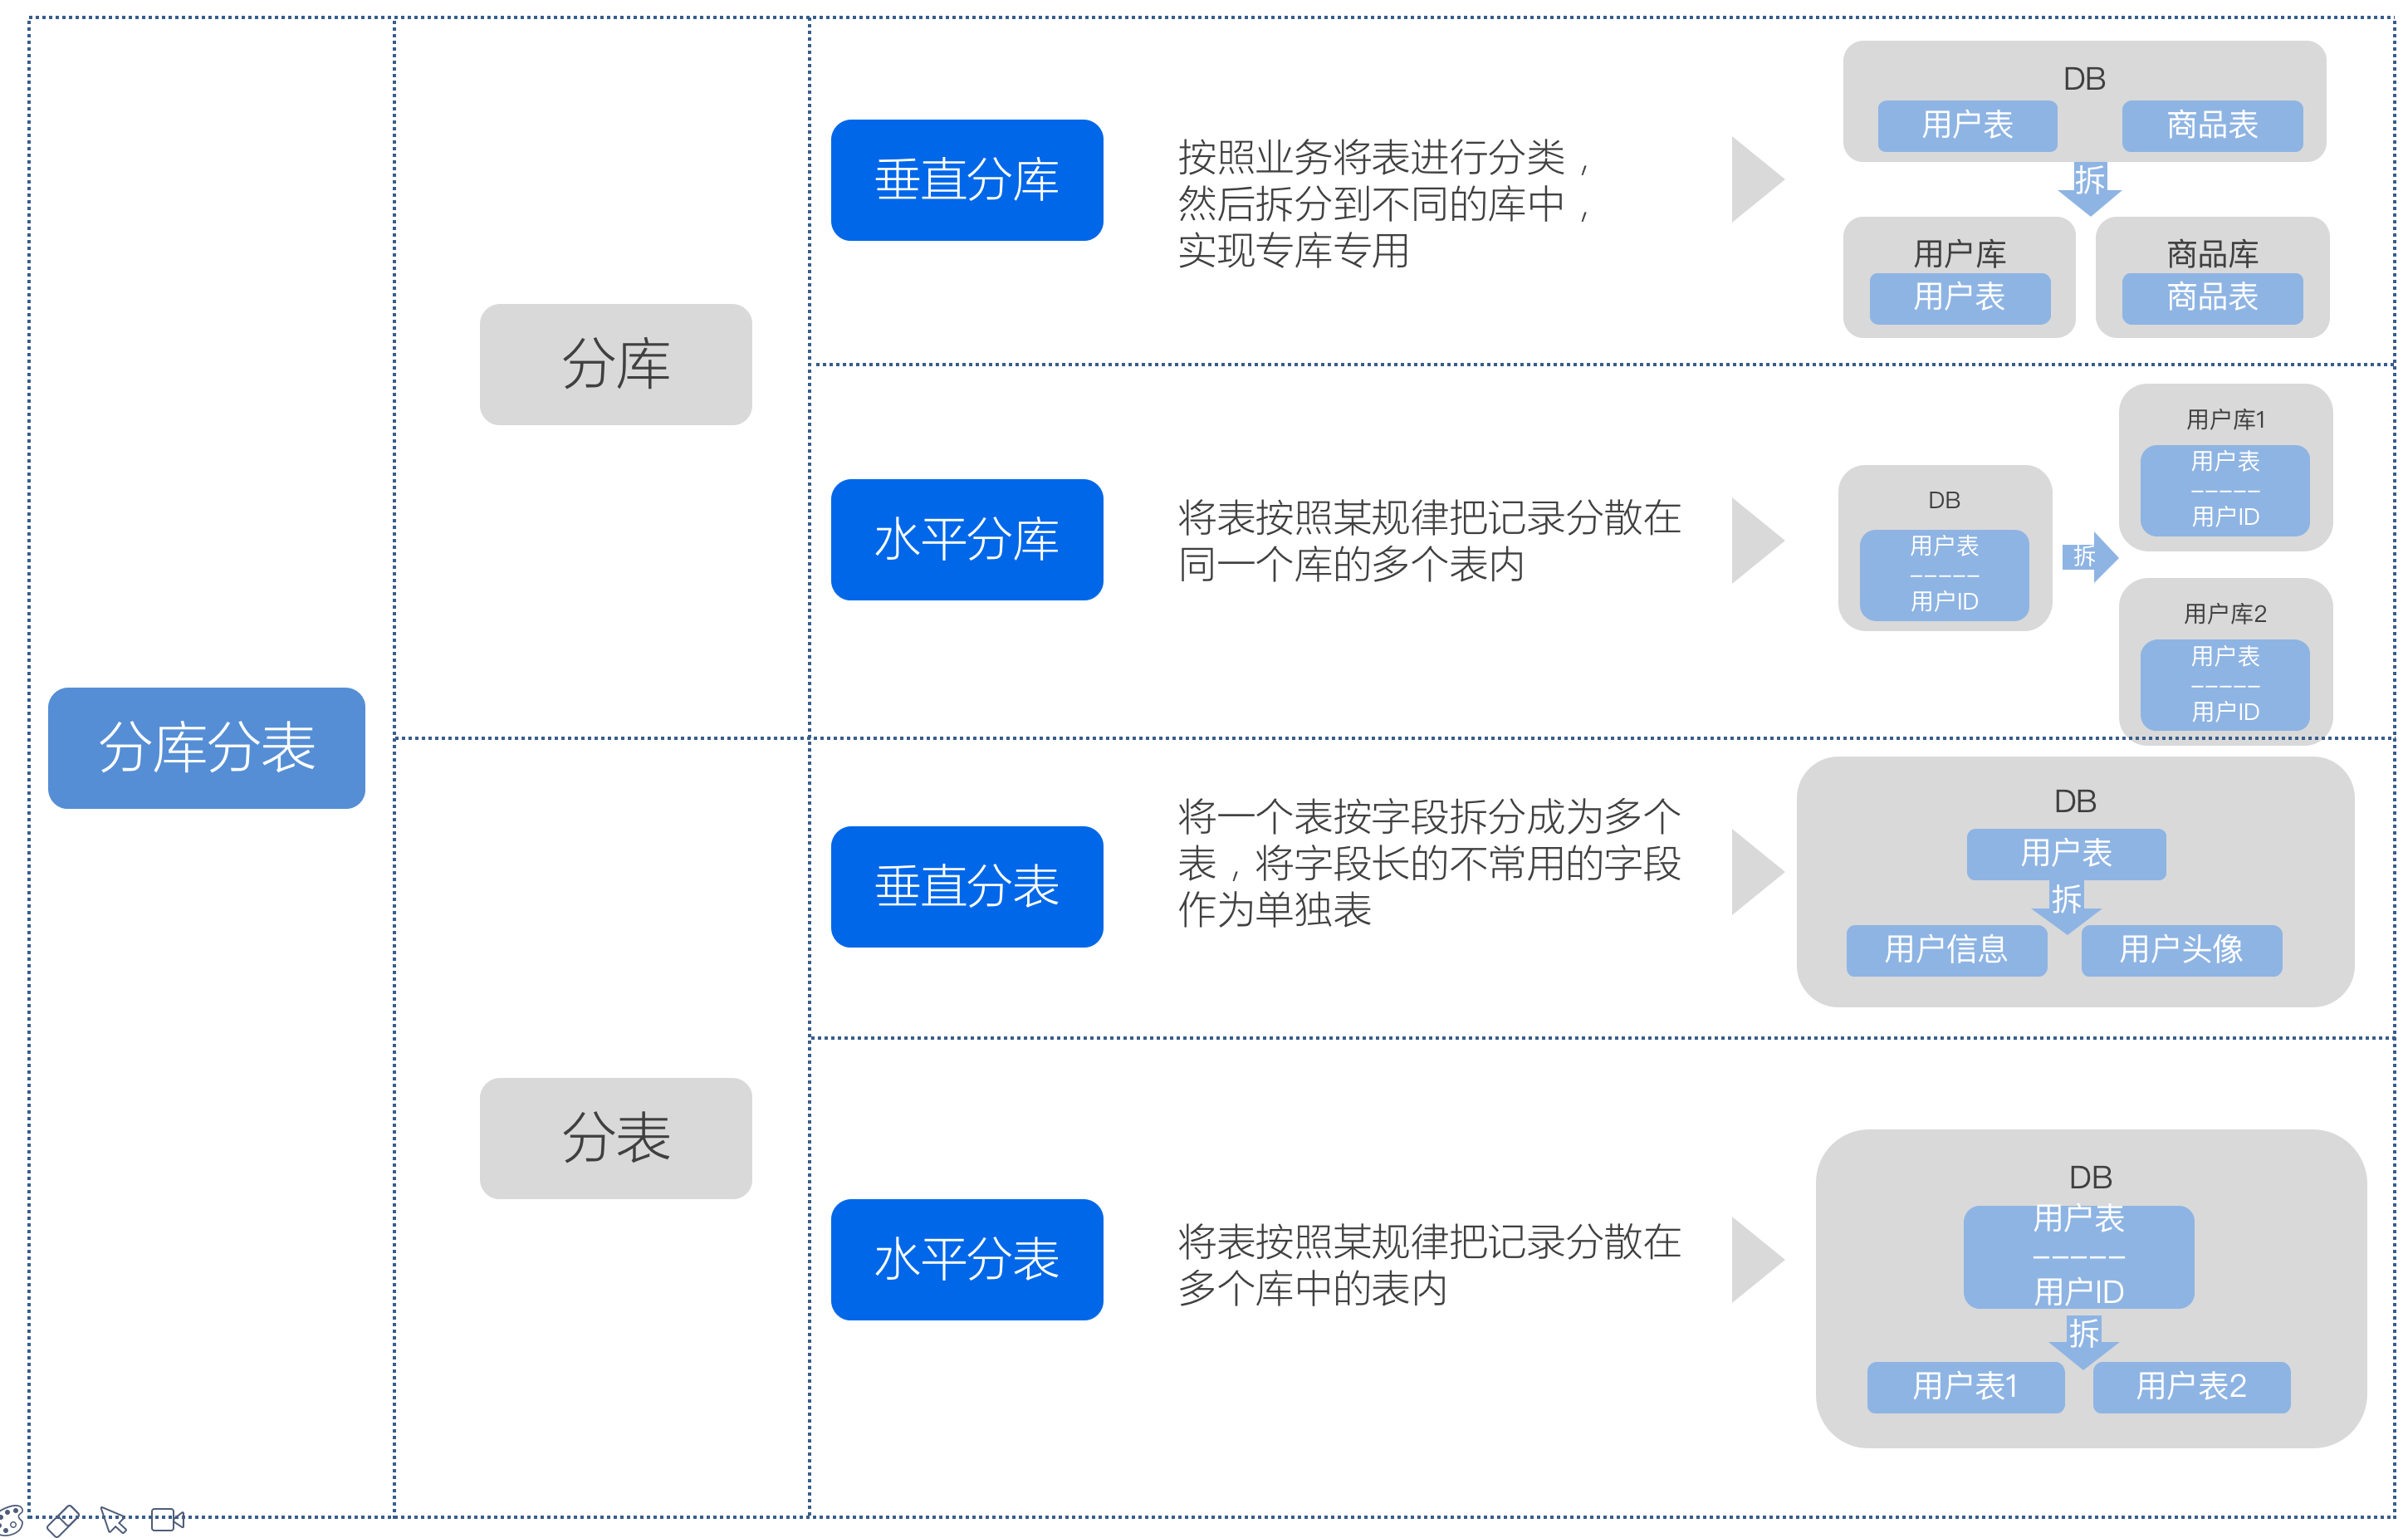 分库分表
分库
垂直分库
按照业务将表进行分类，
然后拆分到不同的库中，
实现专库专用
DB
用户表
商品表
拆
用户库
用户表
商品库
商品表
水平分库
将表按照某规律把记录分散在
同一个库的多个表内
DB
用户表
-----
用户ID
拆
用户库1
用户表
-----
用户ID
用户库2
用户表
-----
用户ID
分表
垂直分表
将一个表按字段拆分成为多个
表，将字段长的不常用的字段
作为单独表
DB
用户表
拆
用户信息
用户头像
水平分表
将表按照某规律把记录分散在
多个库中的表内
DB
用户表
-----
用户ID
拆
用户表1
用户表2